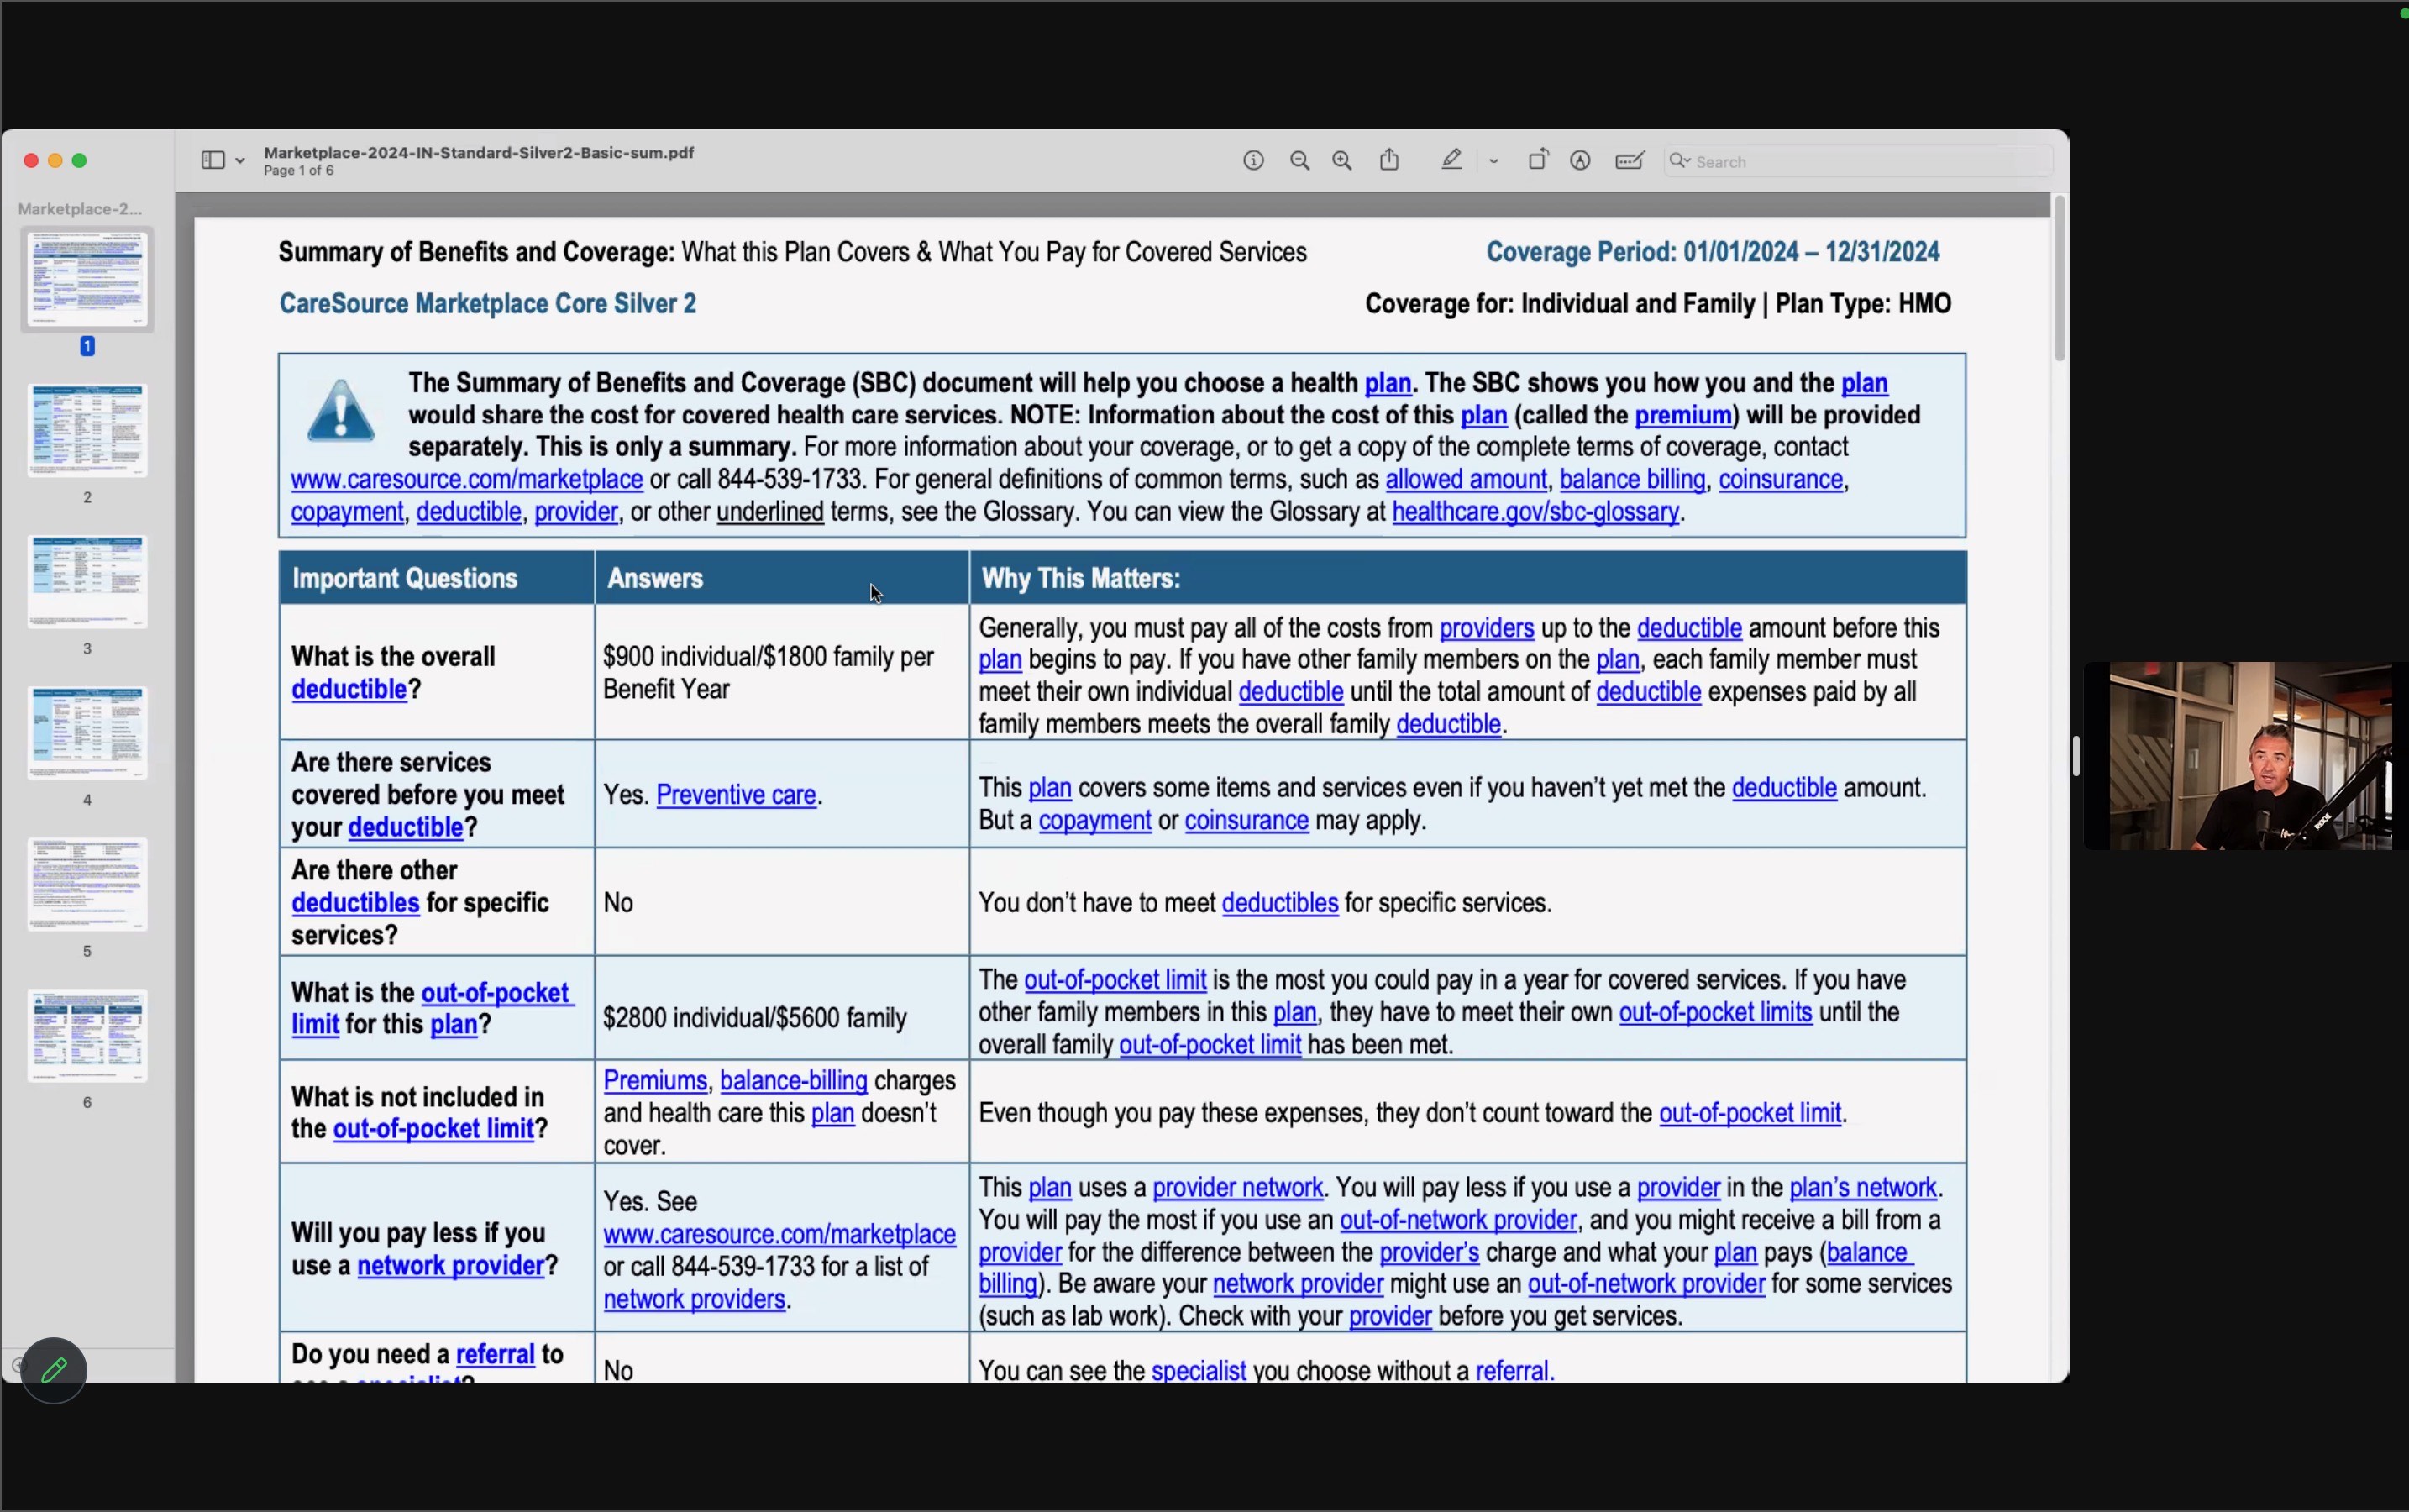 Marketplace-2024-IN-Standard-Silver2-Basic-sum.pdf
Page 1 of 6
Search
Marketplace-2...
1
2
3
4
5
6
Summary of Benefits and Coverage: What this Plan Covers & What You Pay for Covered Services
Coverage Period: 01/01/2024 – 12/31/2024
CareSource Marketplace Core Silver 2
Coverage for: Individual and Family | Plan Type: HMO
The Summary of Benefits and Coverage (SBC) document will help you choose a health plan. The SBC shows you how you and the plan
would share the cost for covered health care services. NOTE: Information about the cost of this plan (called the premium) will be provided
separately. This is only a summary. For more information about your coverage, or to get a copy of the complete terms of coverage, contact
www.caresource.com/marketplace or call 844-539-1733. For general definitions of common terms, such as allowed amount, balance billing, coinsurance,
copayment, deductible, provider, or other underlined terms, see the Glossary. You can view the Glossary at healthcare.gov/sbc-glossary.
Important Questions
Answers
Why This Matters:
What is the overall
deductible?
$900 individual/$1800 family per
Benefit Year
Generally, you must pay all of the costs from providers up to the deductible amount before this
plan begins to pay. If you have other family members on the plan, each family member must
meet their own individual deductible until the total amount of deductible expenses paid by all
family members meets the overall family deductible.
Are there services
covered before you meet
your deductible?
Yes. Preventive care.
This plan covers some items and services even if you haven’t yet met the deductible amount.
But a copayment or coinsurance may apply.
Are there other
deductibles for specific
services?
No
You don’t have to meet deductibles for specific services.
What is the out-of-pocket
limit for this plan?
$2800 individual/$5600 family
The out-of-pocket limit is the most you could pay in a year for covered services. If you have
other family members in this plan, they have to meet their own out-of-pocket limits until the
overall family out-of-pocket limit has been met.
What is not included in
the out-of-pocket limit?
Premiums, balance-billing charges
and health care this plan doesn’t
cover.
Even though you pay these expenses, they don’t count toward the out-of-pocket limit.
Will you pay less if you
use a network provider?
Yes. See
www.caresource.com/marketplace
or call 844-539-1733 for a list of
network providers.
This plan uses a provider network. You will pay less if you use a provider in the plan’s network.
You will pay the most if you use an out-of-network provider, and you might receive a bill from a
provider for the difference between the provider’s charge and what your plan pays (balance
billing). Be aware your network provider might use an out-of-network provider for some services
(such as lab work). Check with your provider before you get services.
Do you need a referral to
see a specialist?
No
You can see the specialist you choose without a referral.